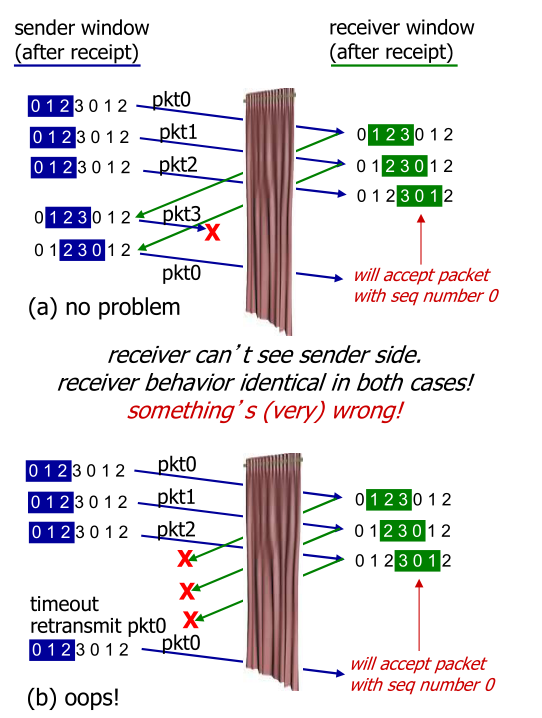 sender window
(after receipt)
receiver window
(after receipt)
0 1 2 3 0 1 2
pkt0
0 1 2 3 0 1 2
0 1 2 3 0 1 2
pkt1
0 1 2 3 0 1 2
0 1 2 3 0 1 2
pkt2
0 1 2 3 0 1 2
0 1 2 3 0 1 2
pkt3
X
0 1 2 3 0 1 2
pkt0
will accept packet
with seq number 0
(a) no problem
receiver can’t see sender side.
receiver behavior identical in both cases!
something’s (very) wrong!
0 1 2 3 0 1 2
pkt0
0 1 2 3 0 1 2
0 1 2 3 0 1 2
pkt1
0 1 2 3 0 1 2
0 1 2 3 0 1 2
pkt2
0 1 2 3 0 1 2
X
X
X
timeout
retransmit pkt0
0 1 2 3 0 1 2
pkt0
will accept packet
with seq number 0
(b) oops!